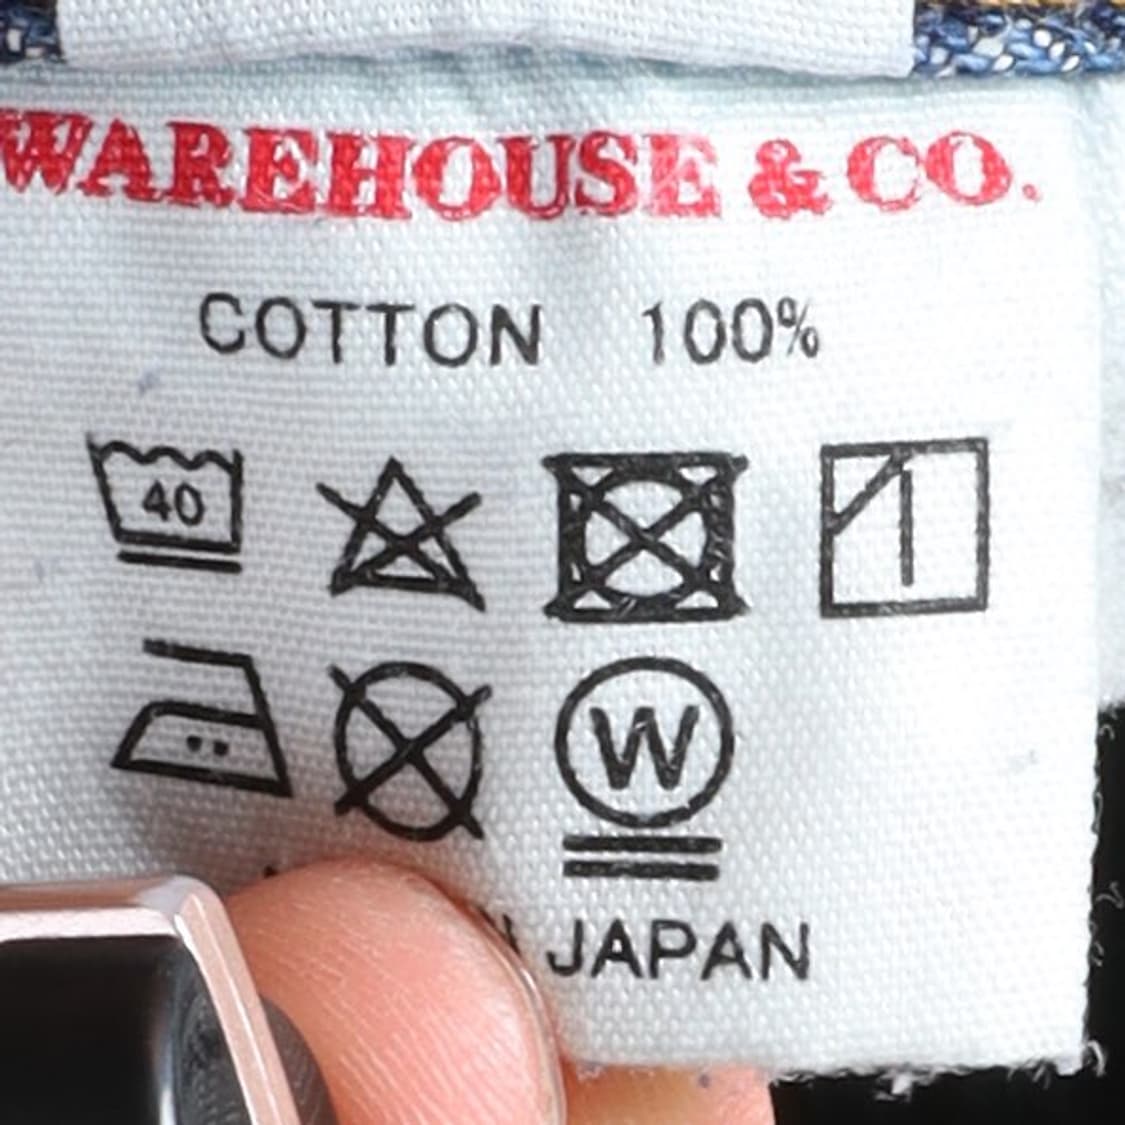 WAREHOUSE & CO.
COTTON 100%
40
W
JAPAN